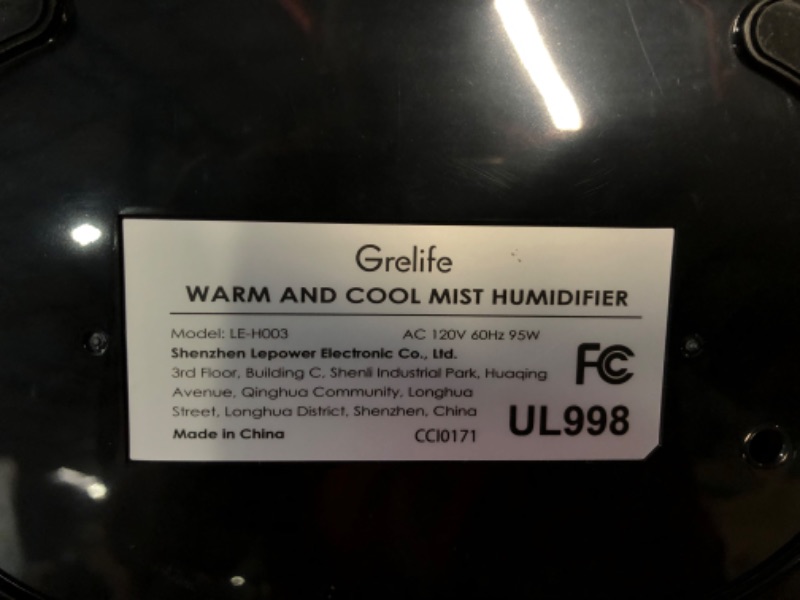 Grelife
WARM AND COOL MIST HUMIDIFIER
Model: LE-H003 AC 120V 60Hz 95W
Shenzhen Lepower Electronic Co., Ltd.
3rd Floor, Building C, Shenli Industrial Park, Huaqing
Avenue, Qinghua Community, Longhua
Street, Longhua District, Shenzhen, China
FC
Made in China CCI0171 UL998